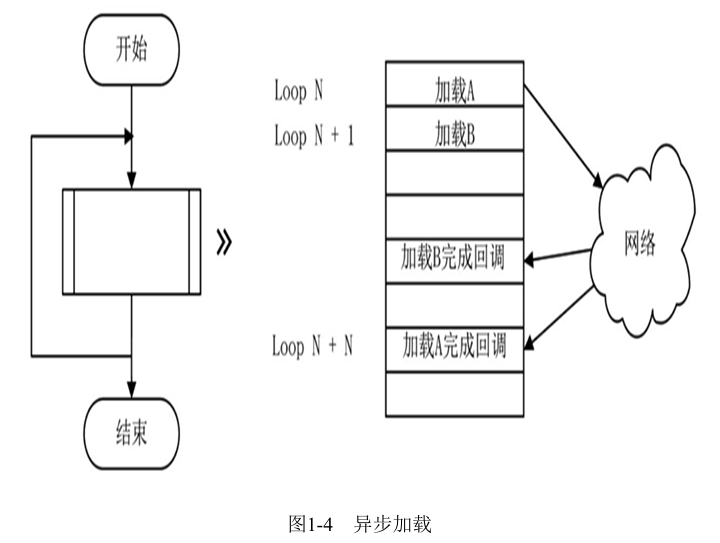 开始
Loop N
加载A
Loop N + 1
加载B
网络
»
加载B完成回调
Loop N + N
加载A完成回调
结束
图1-4 异步加载